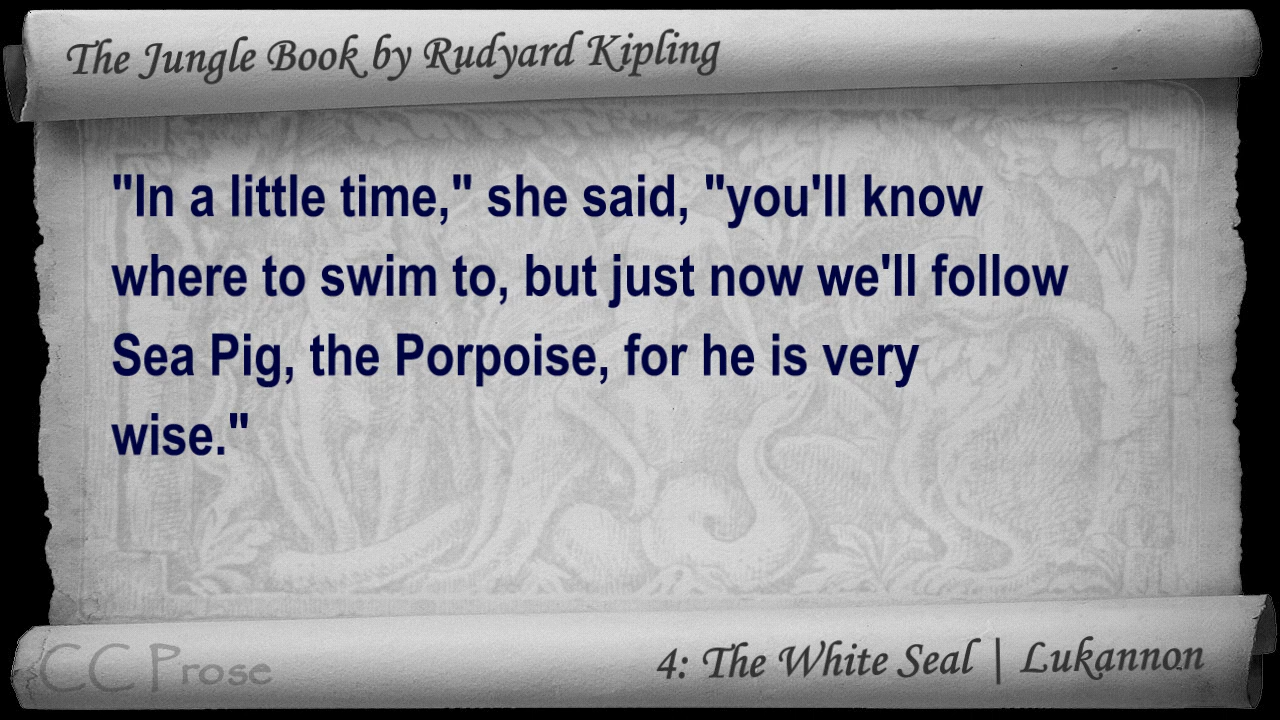 The Jungle Book by Rudyard Kipling
"In a little time," she said, "you'll know
where to swim to, but just now we'll follow
Sea Pig, the Porpoise, for he is very
wise."
CC Prose
4: The White Seal | Lukannon